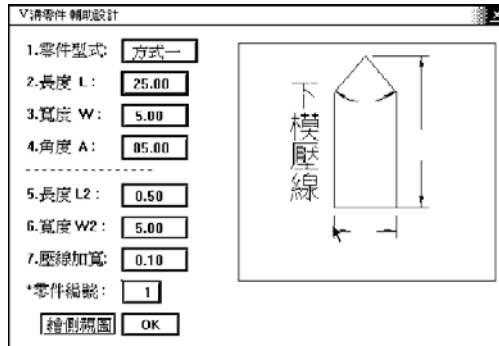 V溝零件 輔助設計
1.零件型式: 方式一
2.長度 L: 25.00
3.寬度 W: 5.00
4.角度 A: 85.00
5.長度 L2: 0.50
6.寬度 W2: 5.00
7.壓線加寬: 0.10
*零件編號: 1
繪側視圖 OK
下模壓線